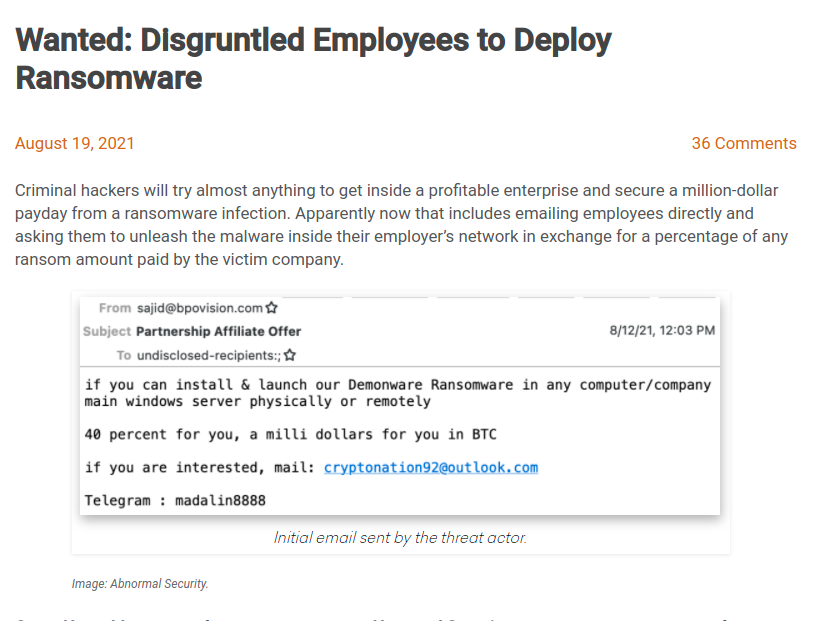 Wanted: Disgruntled Employees to Deploy
Ransomware
August 19, 2021
36 Comments
Criminal hackers will try almost anything to get inside a profitable enterprise and secure a million-dollar
payday from a ransomware infection. Apparently now that includes emailing employees directly and
asking them to unleash the malware inside their employer's network in exchange for a percentage of any
ransom amount paid by the victim company.
From sajid@bpovision.com
Subject Partnership Affiliate Offer
8/12/21, 12:03 PM
To undisclosed-recipients:;
if you can install & launch our Demonware Ransomware in any computer/company
main windows server physically or remotely
40 percent for you, a milli dollars for you in BTC
if you are interested, mail: cryptonation92@outlook.com
Telegram : madalin8888
Initial email sent by the threat actor.
Image: Abnormal Security.